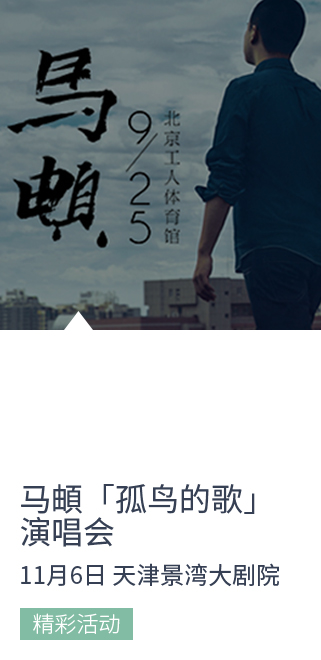 馬頔
9/25
北京工人体育馆
马頔「孤鸟的歌」
演唱会
11月6日 天津景湾大剧院
精彩活动